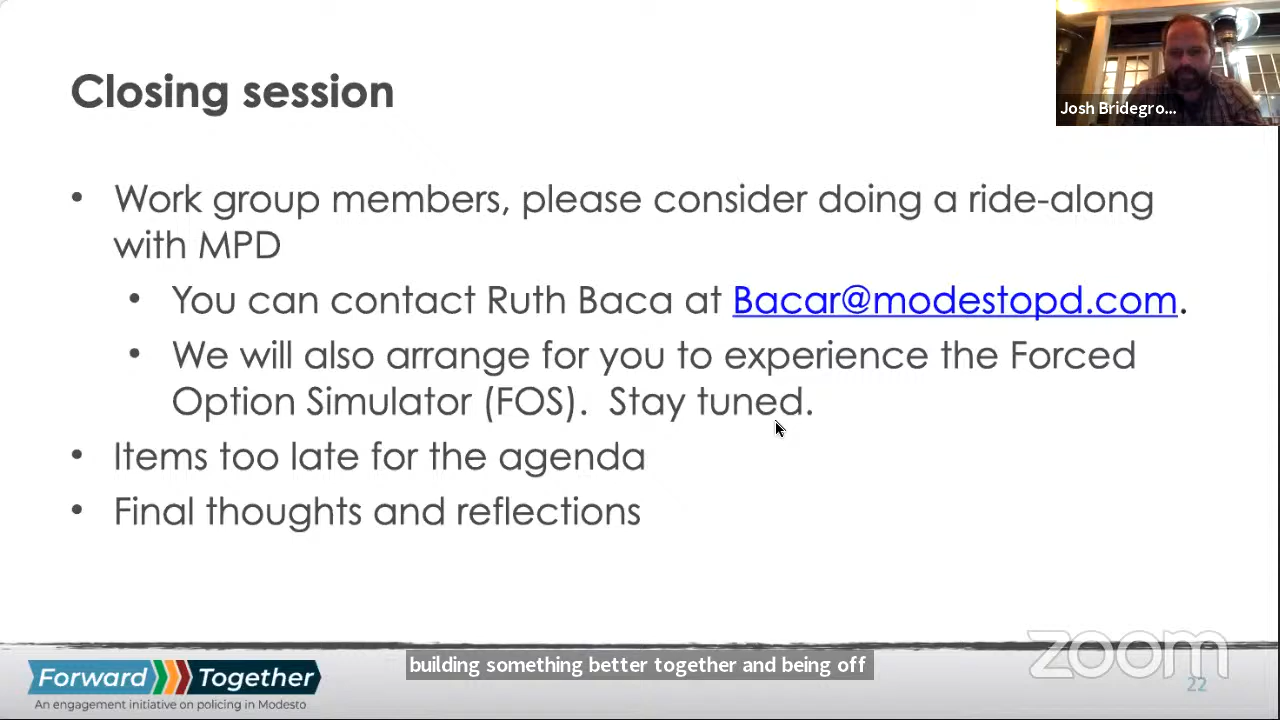 Closing session
Josh Bridegro...
• Work group members, please consider doing a ride-along
with MPD
• You can contact Ruth Baca at Bacar@modestopd.com.
• We will also arrange for you to experience the Forced
Option Simulator (FOS).  Stay tuned.
• Items too late for the agenda
• Final thoughts and reflections
building something better together and being off
zoom
22
Forward Together
An engagement initiative on policing in Modesto